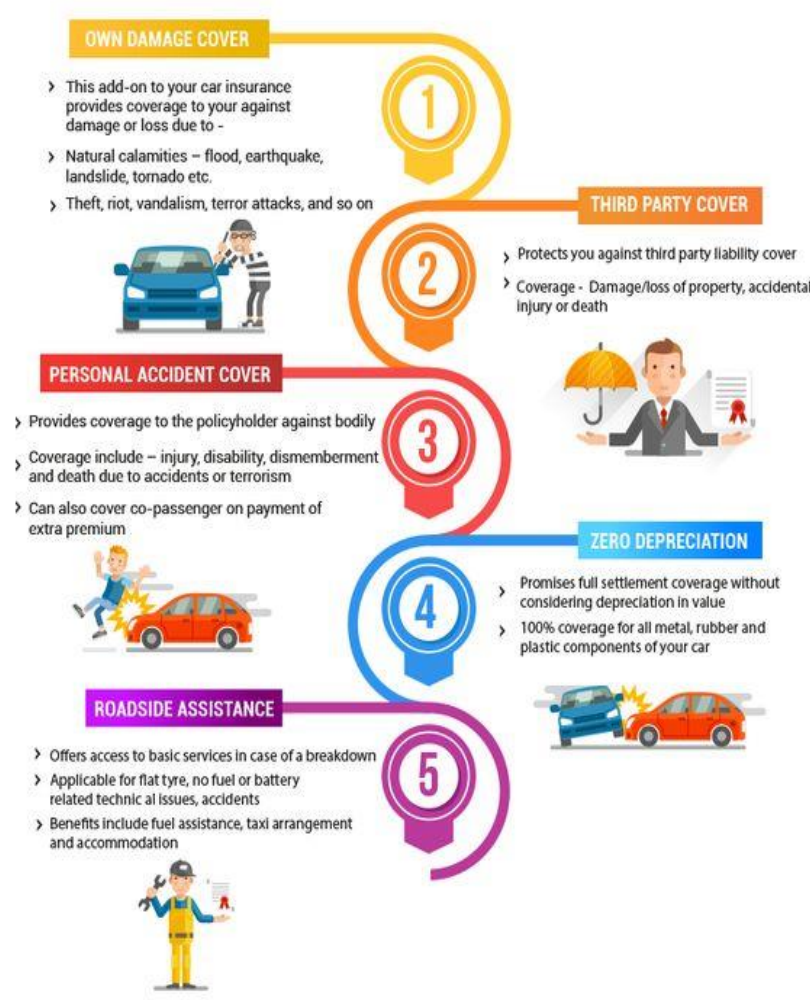 OWN DAMAGE COVER
1
› This add-on to your car insurance
provides coverage to your against
damage or loss due to -
› Natural calamities – flood, earthquake,
landslide, tornado etc.
› Theft, riot, vandalism, terror attacks, and so on
THIRD PARTY COVER
2
› Protects you against third party liability cover
› Coverage - Damage/loss of property, accidental
injury or death
PERSONAL ACCIDENT COVER
3
› Provides coverage to the policyholder against bodily
› Coverage include – injury, disability, dismemberment
and death due to accidents or terrorism
› Can also cover co-passenger on payment of
extra premium
ZERO DEPRECIATION
4
› Promises full settlement coverage without
considering depreciation in value
› 100% coverage for all metal, rubber and
plastic components of your car
ROADSIDE ASSISTANCE
5
› Offers access to basic services in case of a breakdown
› Applicable for flat tyre, no fuel or battery
related technic al issues, accidents
› Benefits include fuel assistance, taxi arrangement
and accommodation